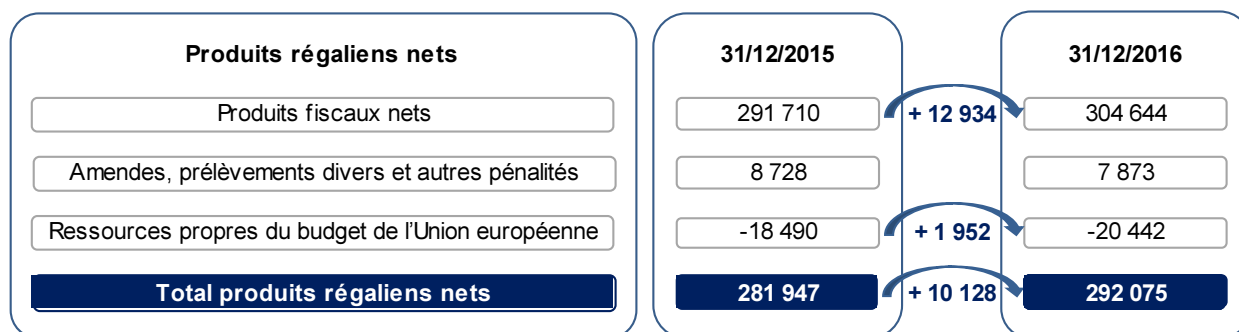 Produits régaliens nets 31/12/2015 31/12/2016
Produits fiscaux nets 291 710 + 12 934 304 644
Amendes, prélèvements divers et autres pénalités 8 728 7 873
Ressources propres du budget de l'Union européenne -18 490 + 1 952 -20 442
Total produits régaliens nets 281 947 + 10 128 292 075